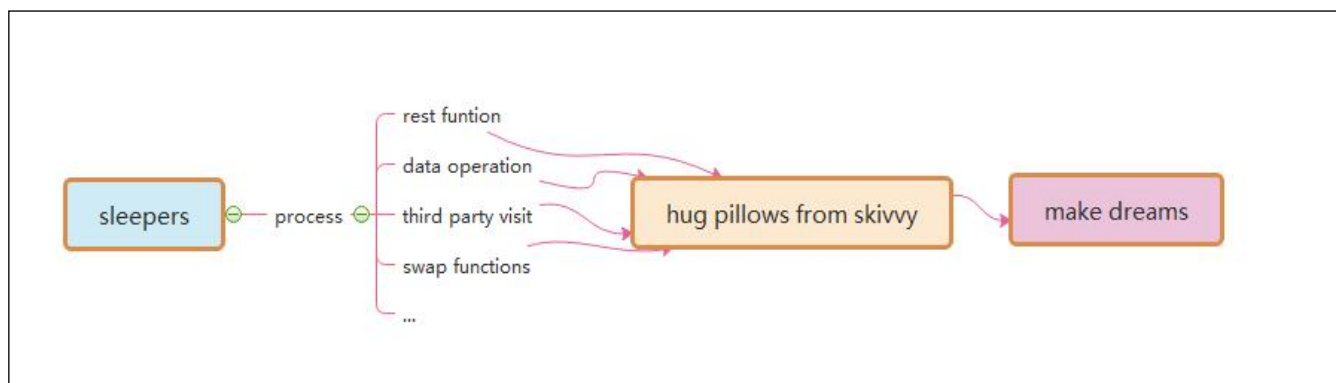 sleepers
process
rest funtion
data operation
third party visit
swap functions
...
hug pillows from skivvy
make dreams